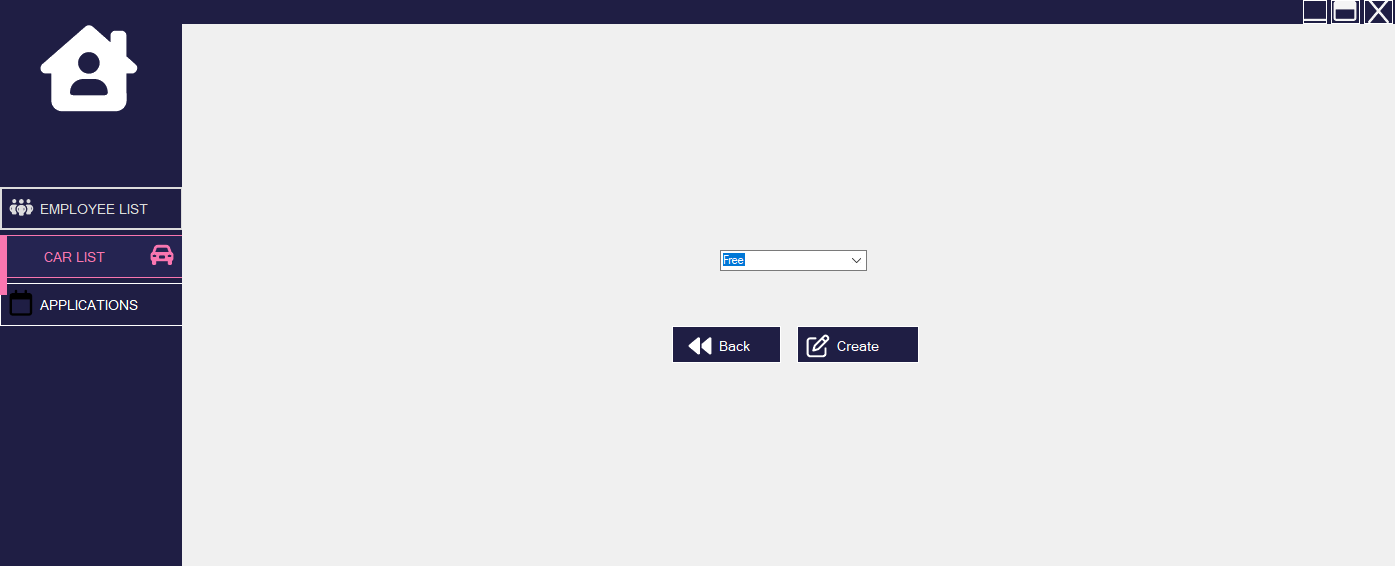 EMPLOYEE LIST
CAR LIST
APPLICATIONS
Free
Back
Create